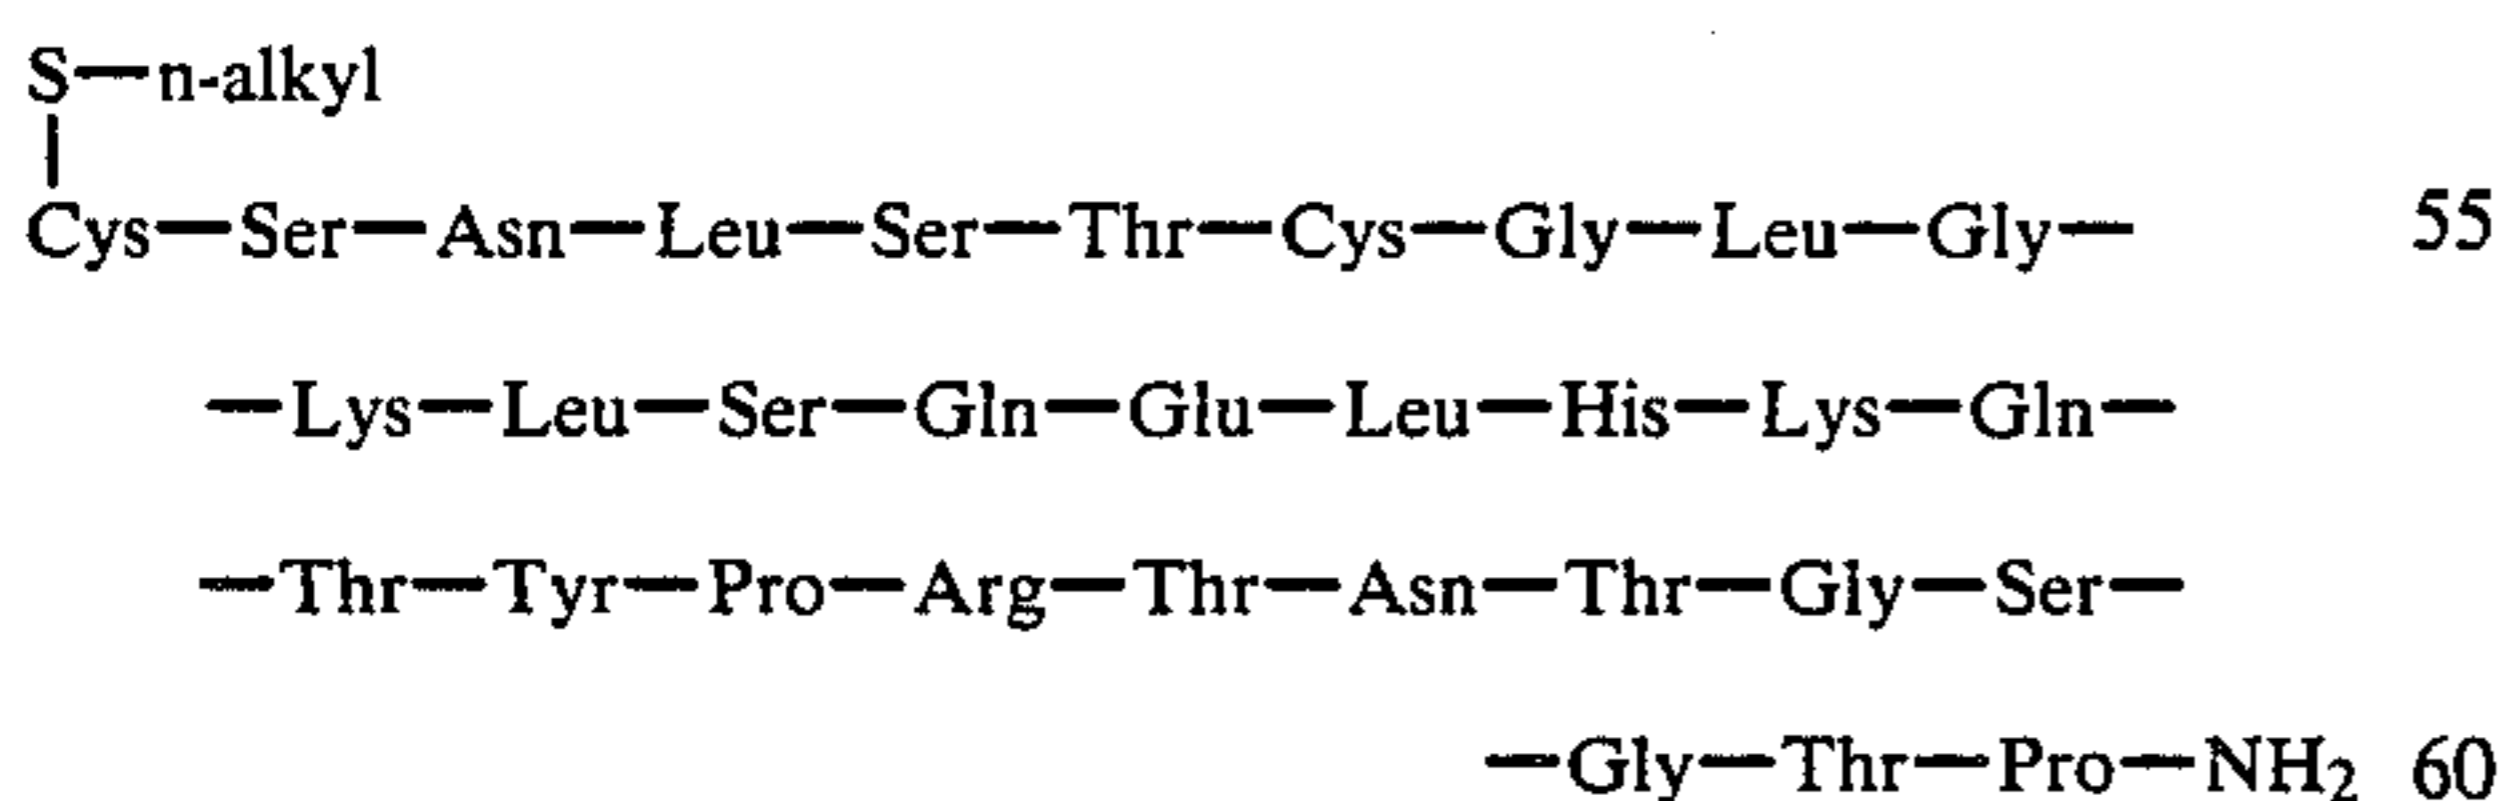 S—n-alkyl
Cys—Ser—Asn—Leu—Ser—Thr—Cys—Gly—Leu—Gly— 55
—Lys—Leu—Ser—Gln—Glu—Leu—His—Lys—Gln—
—Thr—Tyr—Pro—Arg—Thr—Asn—Thr—Gly—Ser—
—Gly—Thr—Pro—NH₂ 60